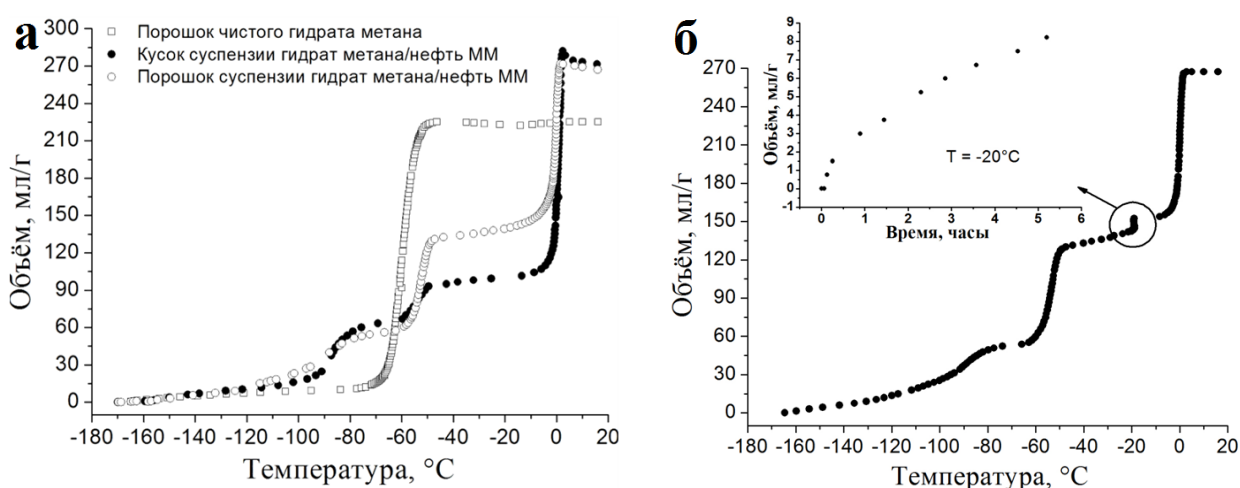 а
Порошок чистого гидрата метана
Кусок суспензии гидрат метана/нефть ММ
Порошок суспензии гидрат метана/нефть ММ
Объём, мл/г
300
270
240
210
180
150
120
90
60
30
0
-180 -160 -140 -120 -100 -80 -60 -40 -20 0 20
Температура, °C
б
Объём, мл/г
9
8
7
6
5
4
3
2
1
0
-1
T = -20°C
0 1 2 3 4 5 6
Время, часы
Объём, мл/г
270
240
210
180
150
120
90
60
30
0
-180 -160 -140 -120 -100 -80 -60 -40 -20 0 20
Температура, °C